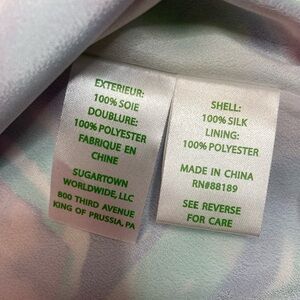 EXTERIEUR:
100% SOIE
DOUBLURE:
100% POLYESTER
FABRIQUE EN
CHINE
SUGARTOWN
WORLDWIDE, LLC
800 THIRD AVENUE
KING OF PRUSSIA, PA
SHELL:
100% SILK
LINING:
100% POLYESTER
MADE IN CHINA
RN#88189
SEE REVERSE
FOR CARE